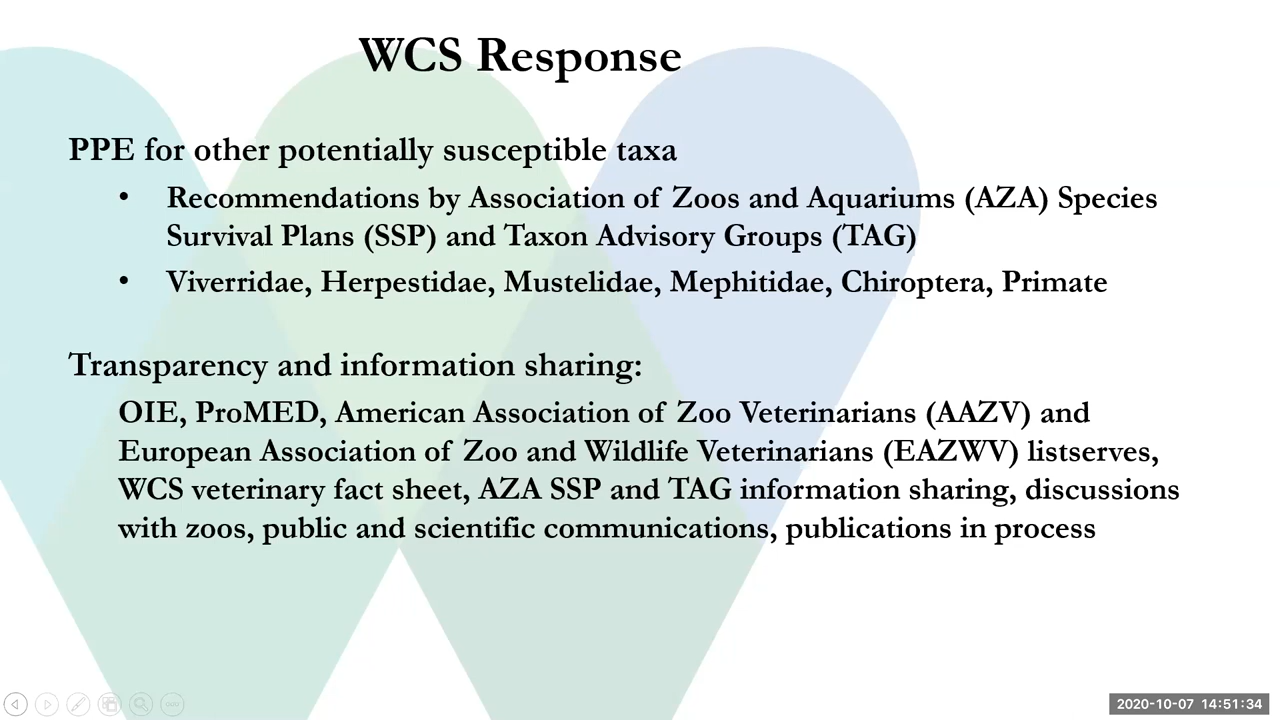 WCS Response
PPE for other potentially susceptible taxa
• Recommendations by Association of Zoos and Aquariums (AZA) Species
Survival Plans (SSP) and Taxon Advisory Groups (TAG)
• Viverridae, Herpestidae, Mustelidae, Mephitidae, Chiroptera, Primate
Transparency and information sharing:
OIE, ProMED, American Association of Zoo Veterinarians (AAZV) and
European Association of Zoo and Wildlife Veterinarians (EAZWV) listserves,
WCS veterinary fact sheet, AZA SSP and TAG information sharing, discussions
with zoos, public and scientific communications, publications in process
2020-10-07 14:51:34